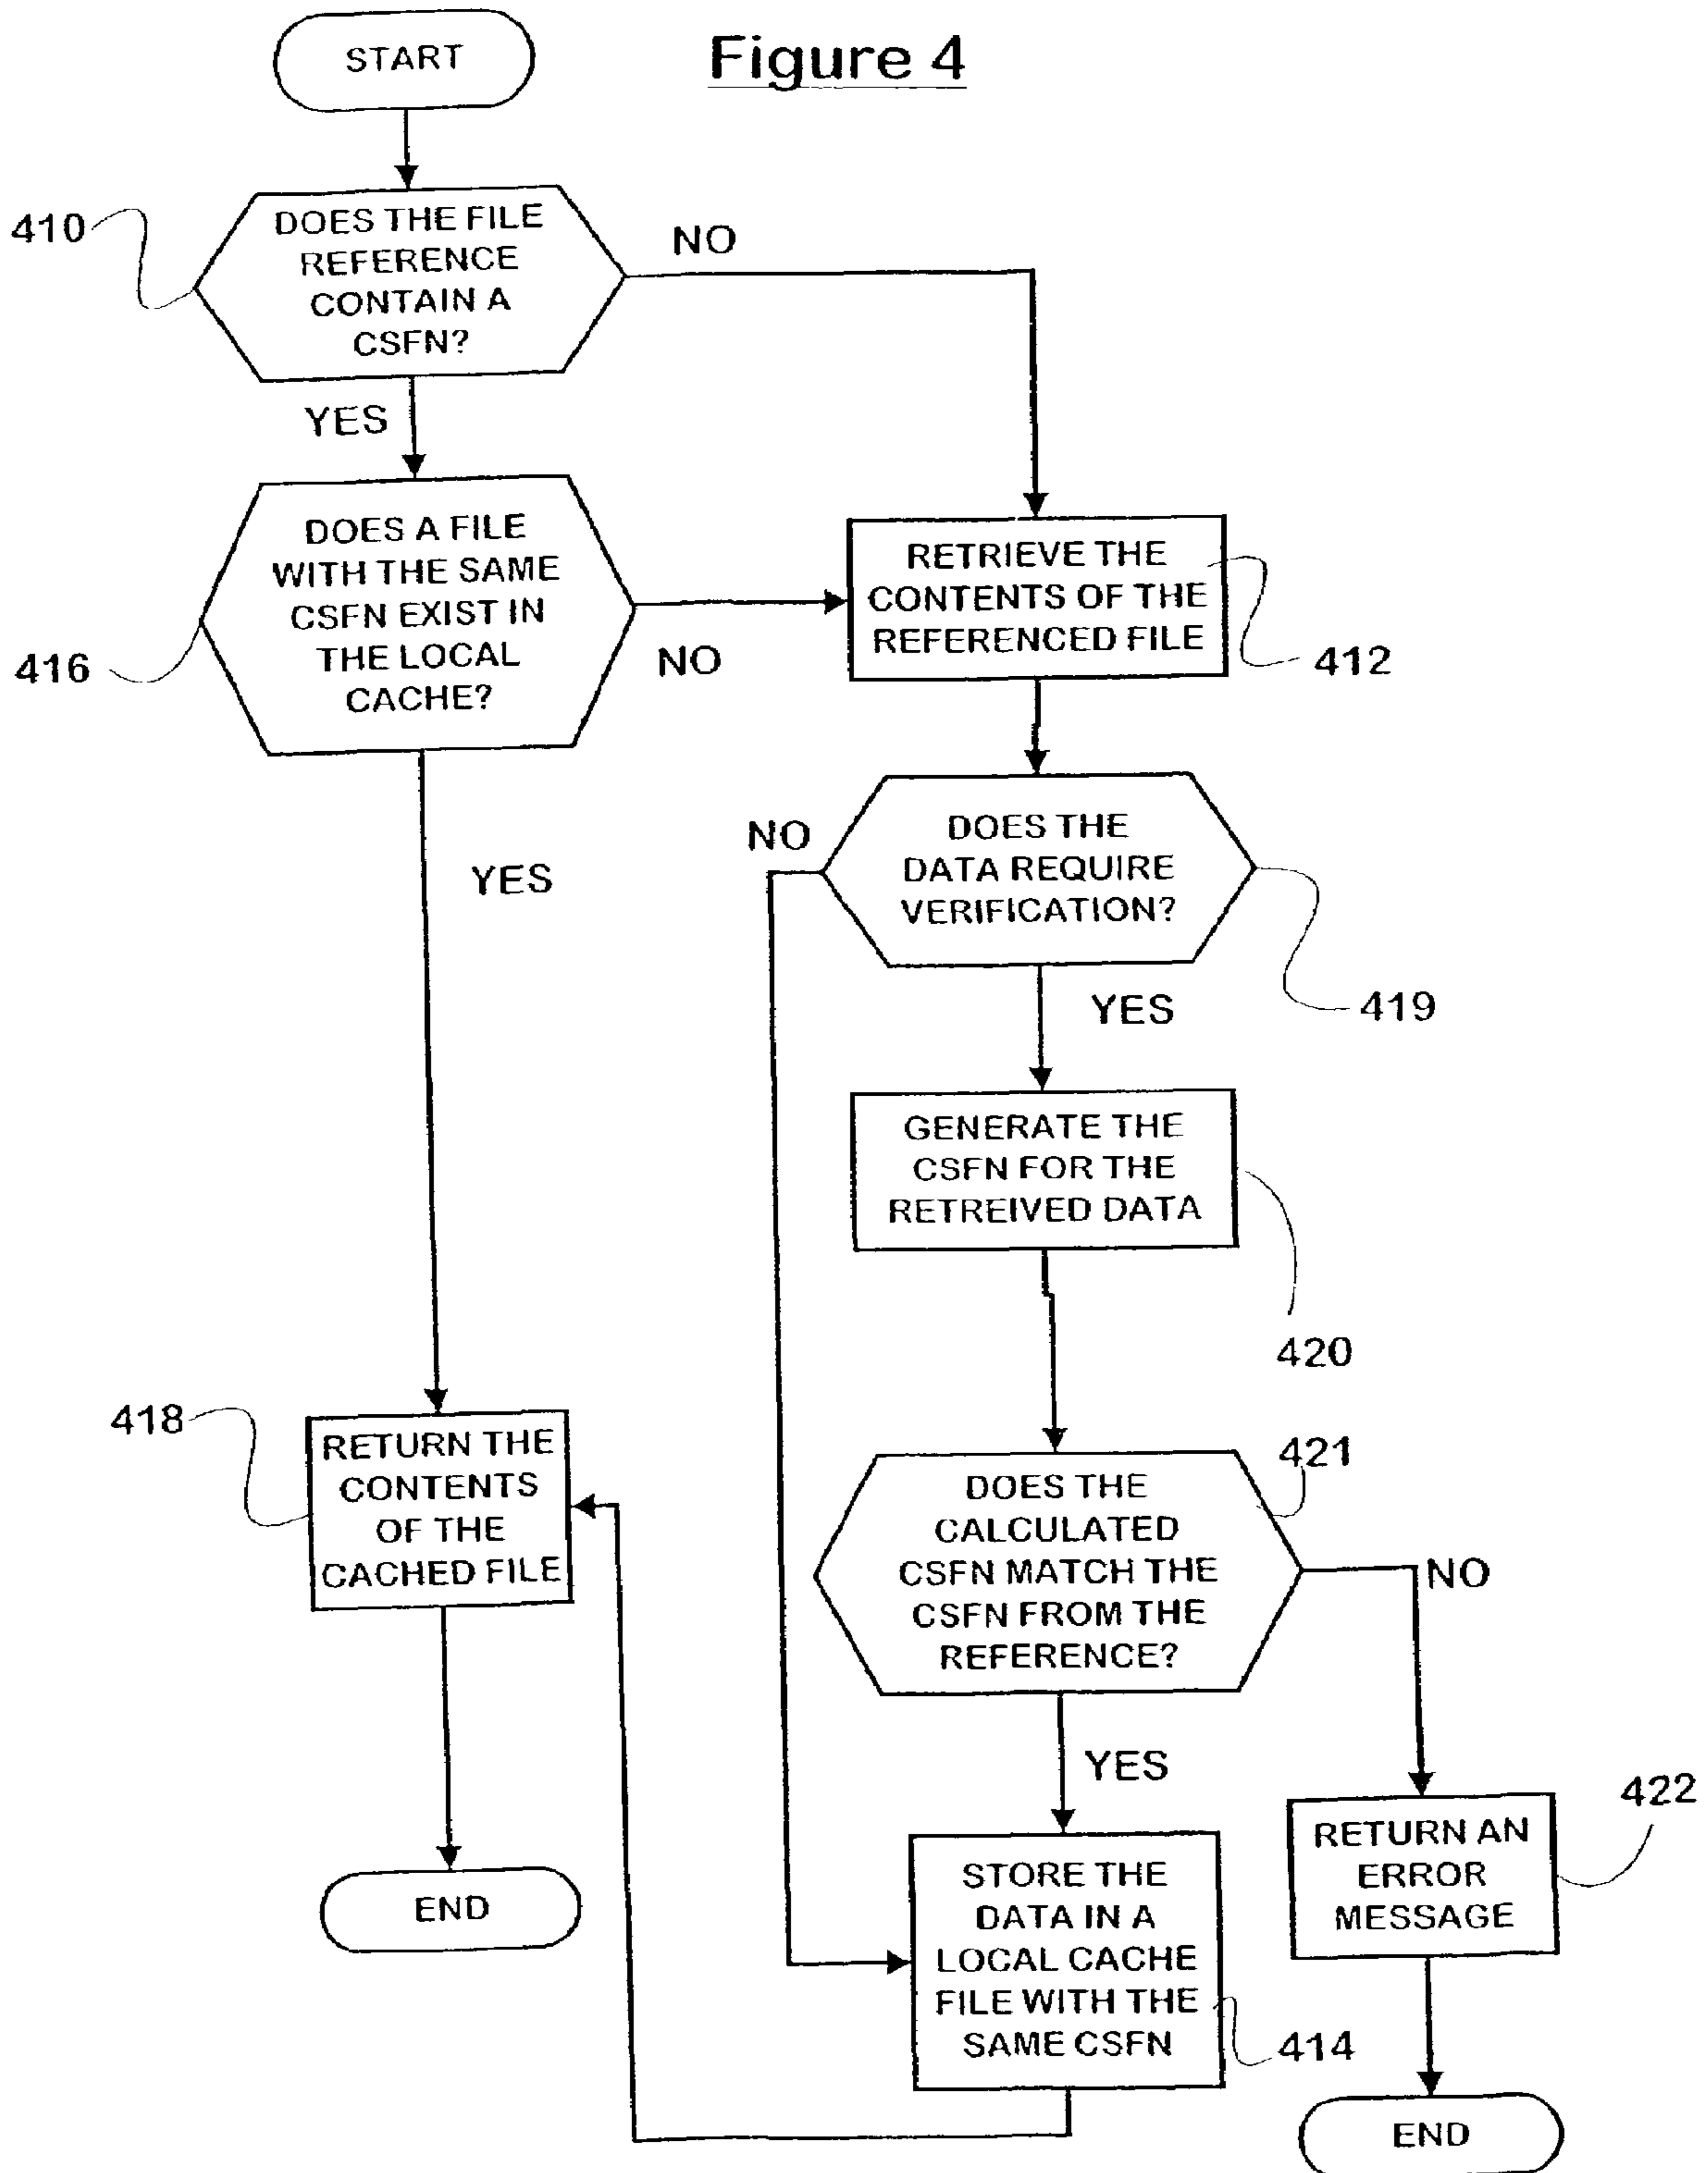 START
Figure 4
410
DOES THE FILE
REFERENCE
CONTAIN A
CSFN?
NO
YES
416
DOES A FILE
WITH THE SAME
CSFN EXIST IN
THE LOCAL
CACHE?
NO
RETRIEVE THE
CONTENTS OF THE
REFERENCED FILE
412
YES
NO
DOES THE
DATA REQUIRE
VERIFICATION?
419
YES
GENERATE THE
CSFN FOR THE
RETREIVED DATA
420
418
RETURN THE
CONTENTS
OF THE
CACHED FILE
421
DOES THE
CALCULATED
CSFN MATCH THE
CSFN FROM THE
REFERENCE?
NO
YES
422
RETURN AN
ERROR
MESSAGE
END
STORE THE
DATA IN A
LOCAL CACHE
FILE WITH THE
SAME CSFN
414
END